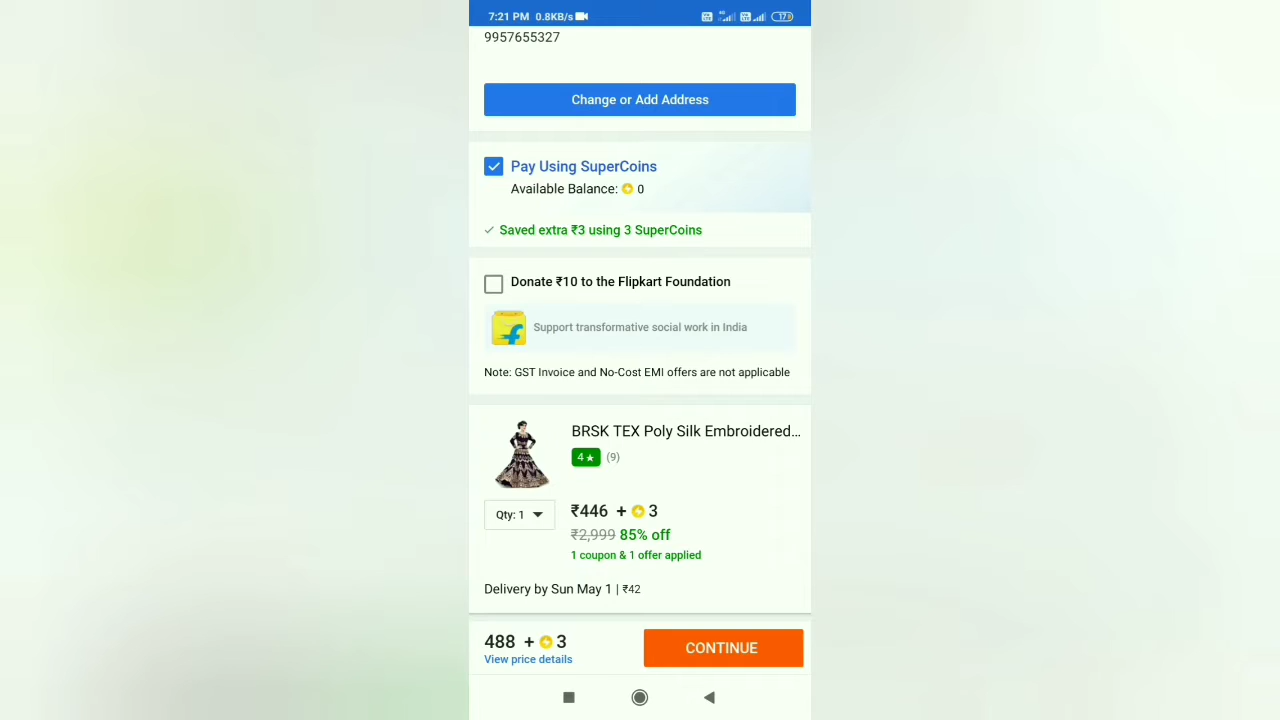 7:21 PM 0.8KB/s
17
9957655327
Change or Add Address
Pay Using SuperCoins
Available Balance: 0
Saved extra ₹3 using 3 SuperCoins
Donate ₹10 to the Flipkart Foundation
Support transformative social work in India
Note: GST Invoice and No-Cost EMI offers are not applicable
BRSK TEX Poly Silk Embroidered...
4★ (9)
Qty: 1
₹446 + 3
₹2,999 85% off
1 coupon & 1 offer applied
Delivery by Sun May 1 | ₹42
488 + 3
View price details
CONTINUE